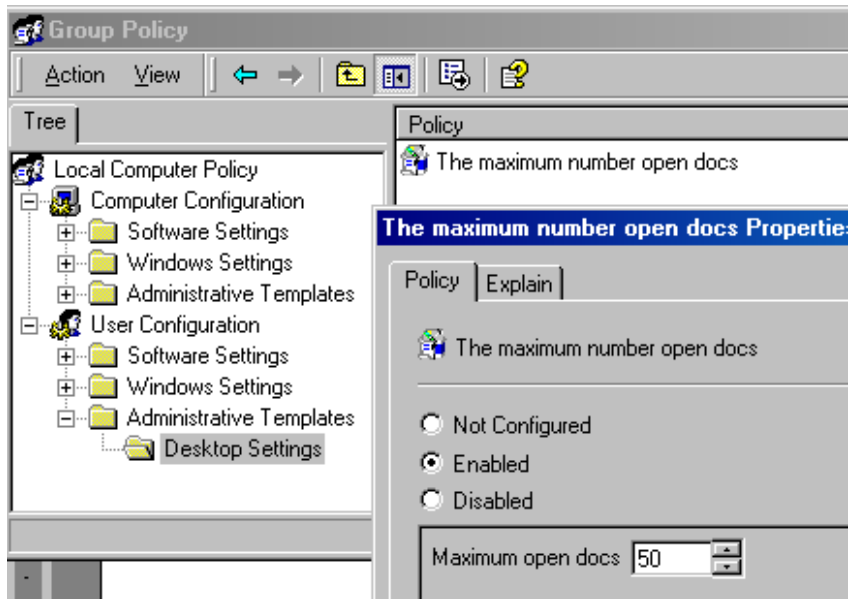 Group Policy
Action View
Tree
Policy
Local Computer Policy
The maximum number open docs
Computer Configuration
Software Settings
Windows Settings
Administrative Templates
User Configuration
Software Settings
Windows Settings
Administrative Templates
Desktop Settings
The maximum number open docs Propertie
Policy Explain
The maximum number open docs
Not Configured
Enabled
Disabled
Maximum open docs 50